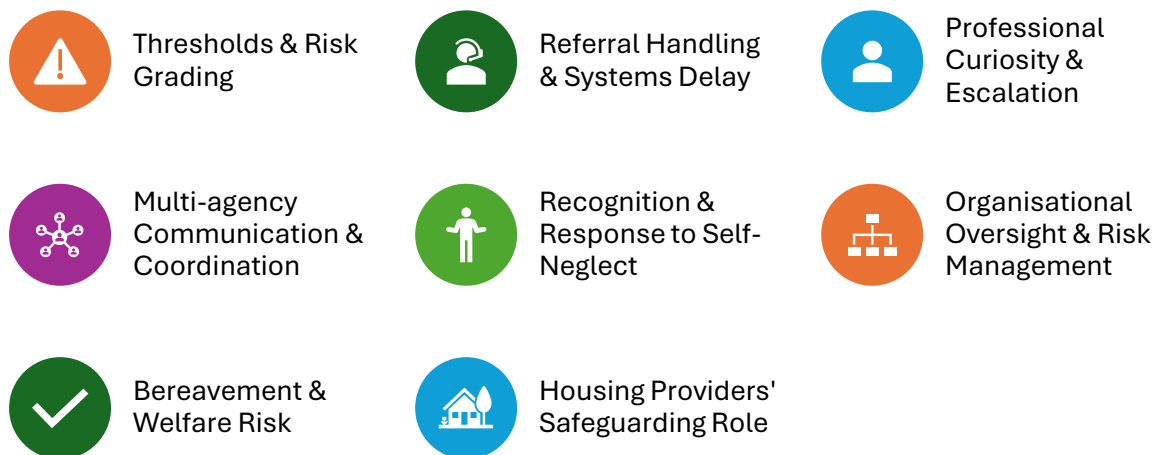 Thresholds & Risk
Grading
Referral Handling
& Systems Delay
Professional
Curiosity &
Escalation
Multi-agency
Communication &
Coordination
Recognition &
Response to Self-
Neglect
Organisational
Oversight & Risk
Management
Bereavement &
Welfare Risk
Housing Providers'
Safeguarding Role